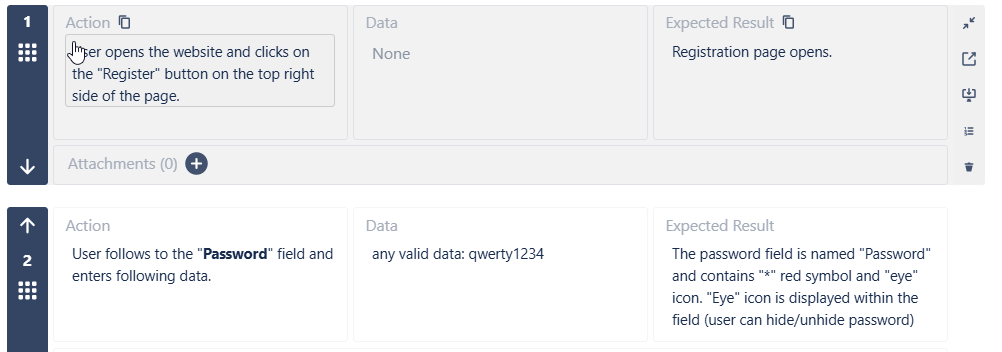 1
Action
Data
Expected Result
User opens the website and clicks on
the "Register" button on the top right
side of the page.
None
Registration page opens.
Attachments (0)
2
Action
Data
Expected Result
User follows to the "Password" field and
enters following data.
any valid data: qwerty1234
The password field is named "Password"
and contains "*" red symbol and "eye"
icon. "Eye" icon is displayed within the
field (user can hide/unhide password)